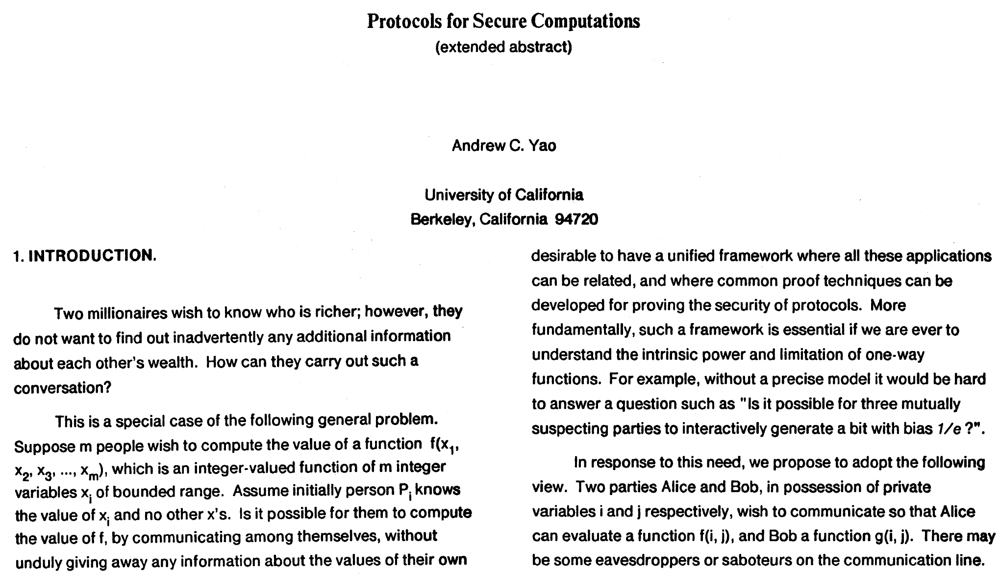 Protocols for Secure Computations
(extended abstract)
Andrew C. Yao
University of California
Berkeley, California 94720
1. INTRODUCTION.
Two millionaires wish to know who is richer; however, they
do not want to find out inadvertently any additional information
about each other's wealth. How can they carry out such a
conversation?
This is a special case of the following general problem.
Suppose m people wish to compute the value of a function f(x₁,
x₂, x₃, ..., xₘ), which is an integer-valued function of m integer
variables xᵢ of bounded range. Assume initially person Pᵢ knows
the value of xᵢ and no other x's. Is it possible for them to compute
the value of f, by communicating among themselves, without
unduly giving away any information about the values of their own
desirable to have a unified framework where all these applications
can be related, and where common proof techniques can be
developed for proving the security of protocols. More
fundamentally, such a framework is essential if we are ever to
understand the intrinsic power and limitation of one-way
functions. For example, without a precise model it would be hard
to answer a question such as "Is it possible for three mutually
suspecting parties to interactively generate a bit with bias 1/e ?".
In response to this need, we propose to adopt the following
view. Two parties Alice and Bob, in possession of private
variables i and j respectively, wish to communicate so that Alice
can evaluate a function f(i, j), and Bob a function g(i, j). There may
be some eavesdroppers or saboteurs on the communication line.